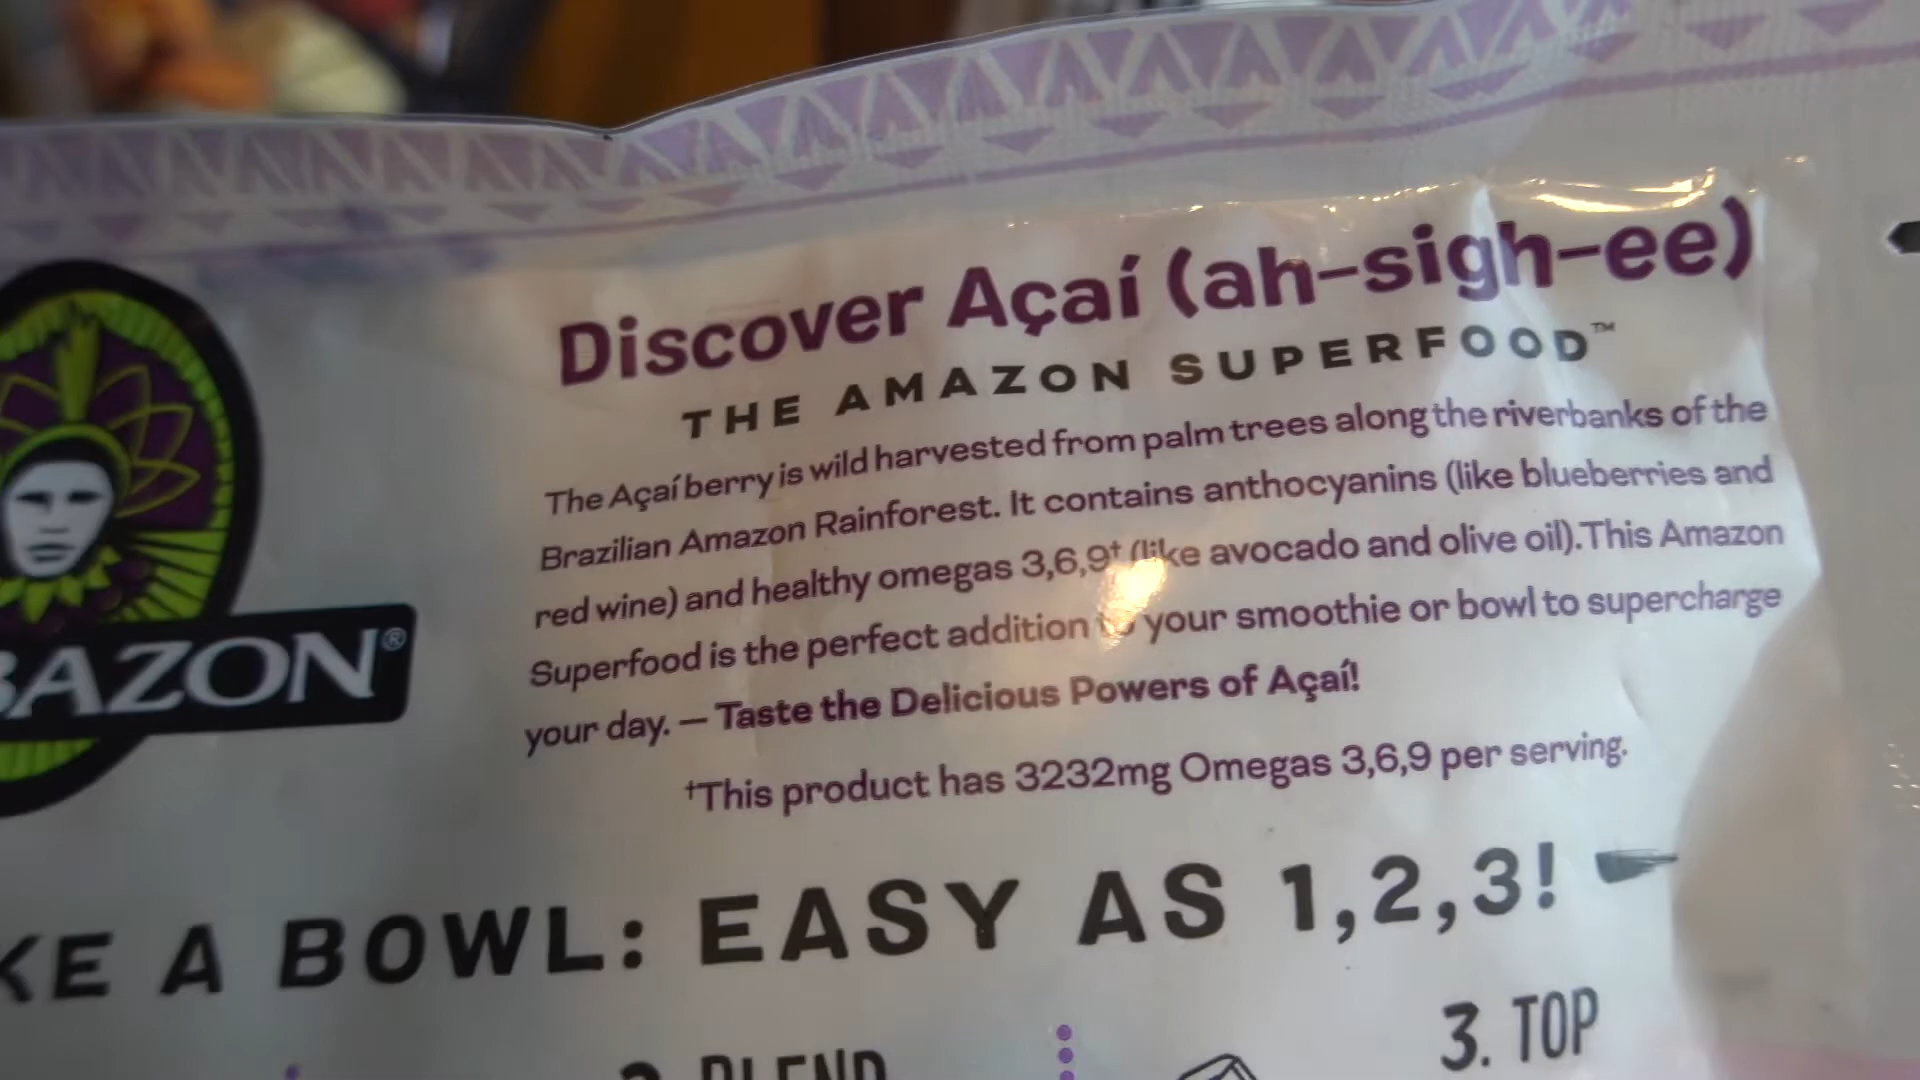 Discover Açaí (ah-sigh-ee)
THE AMAZON SUPERFOOD™
The Açaí berry is wild harvested from palm trees along the riverbanks of the
Brazilian Amazon Rainforest. It contains anthocyanins (like blueberries and
red wine) and healthy omegas 3,6,9† (like avocado and olive oil).This Amazon
Superfood is the perfect addition your smoothie or bowl to supercharge
your day. — Taste the Delicious Powers of Açaí!
†This product has 3232mg Omegas 3,6,9 per serving.
BAZON®
KE A BOWL: EASY AS 1,2,3!
2. BLEND
3. TOP